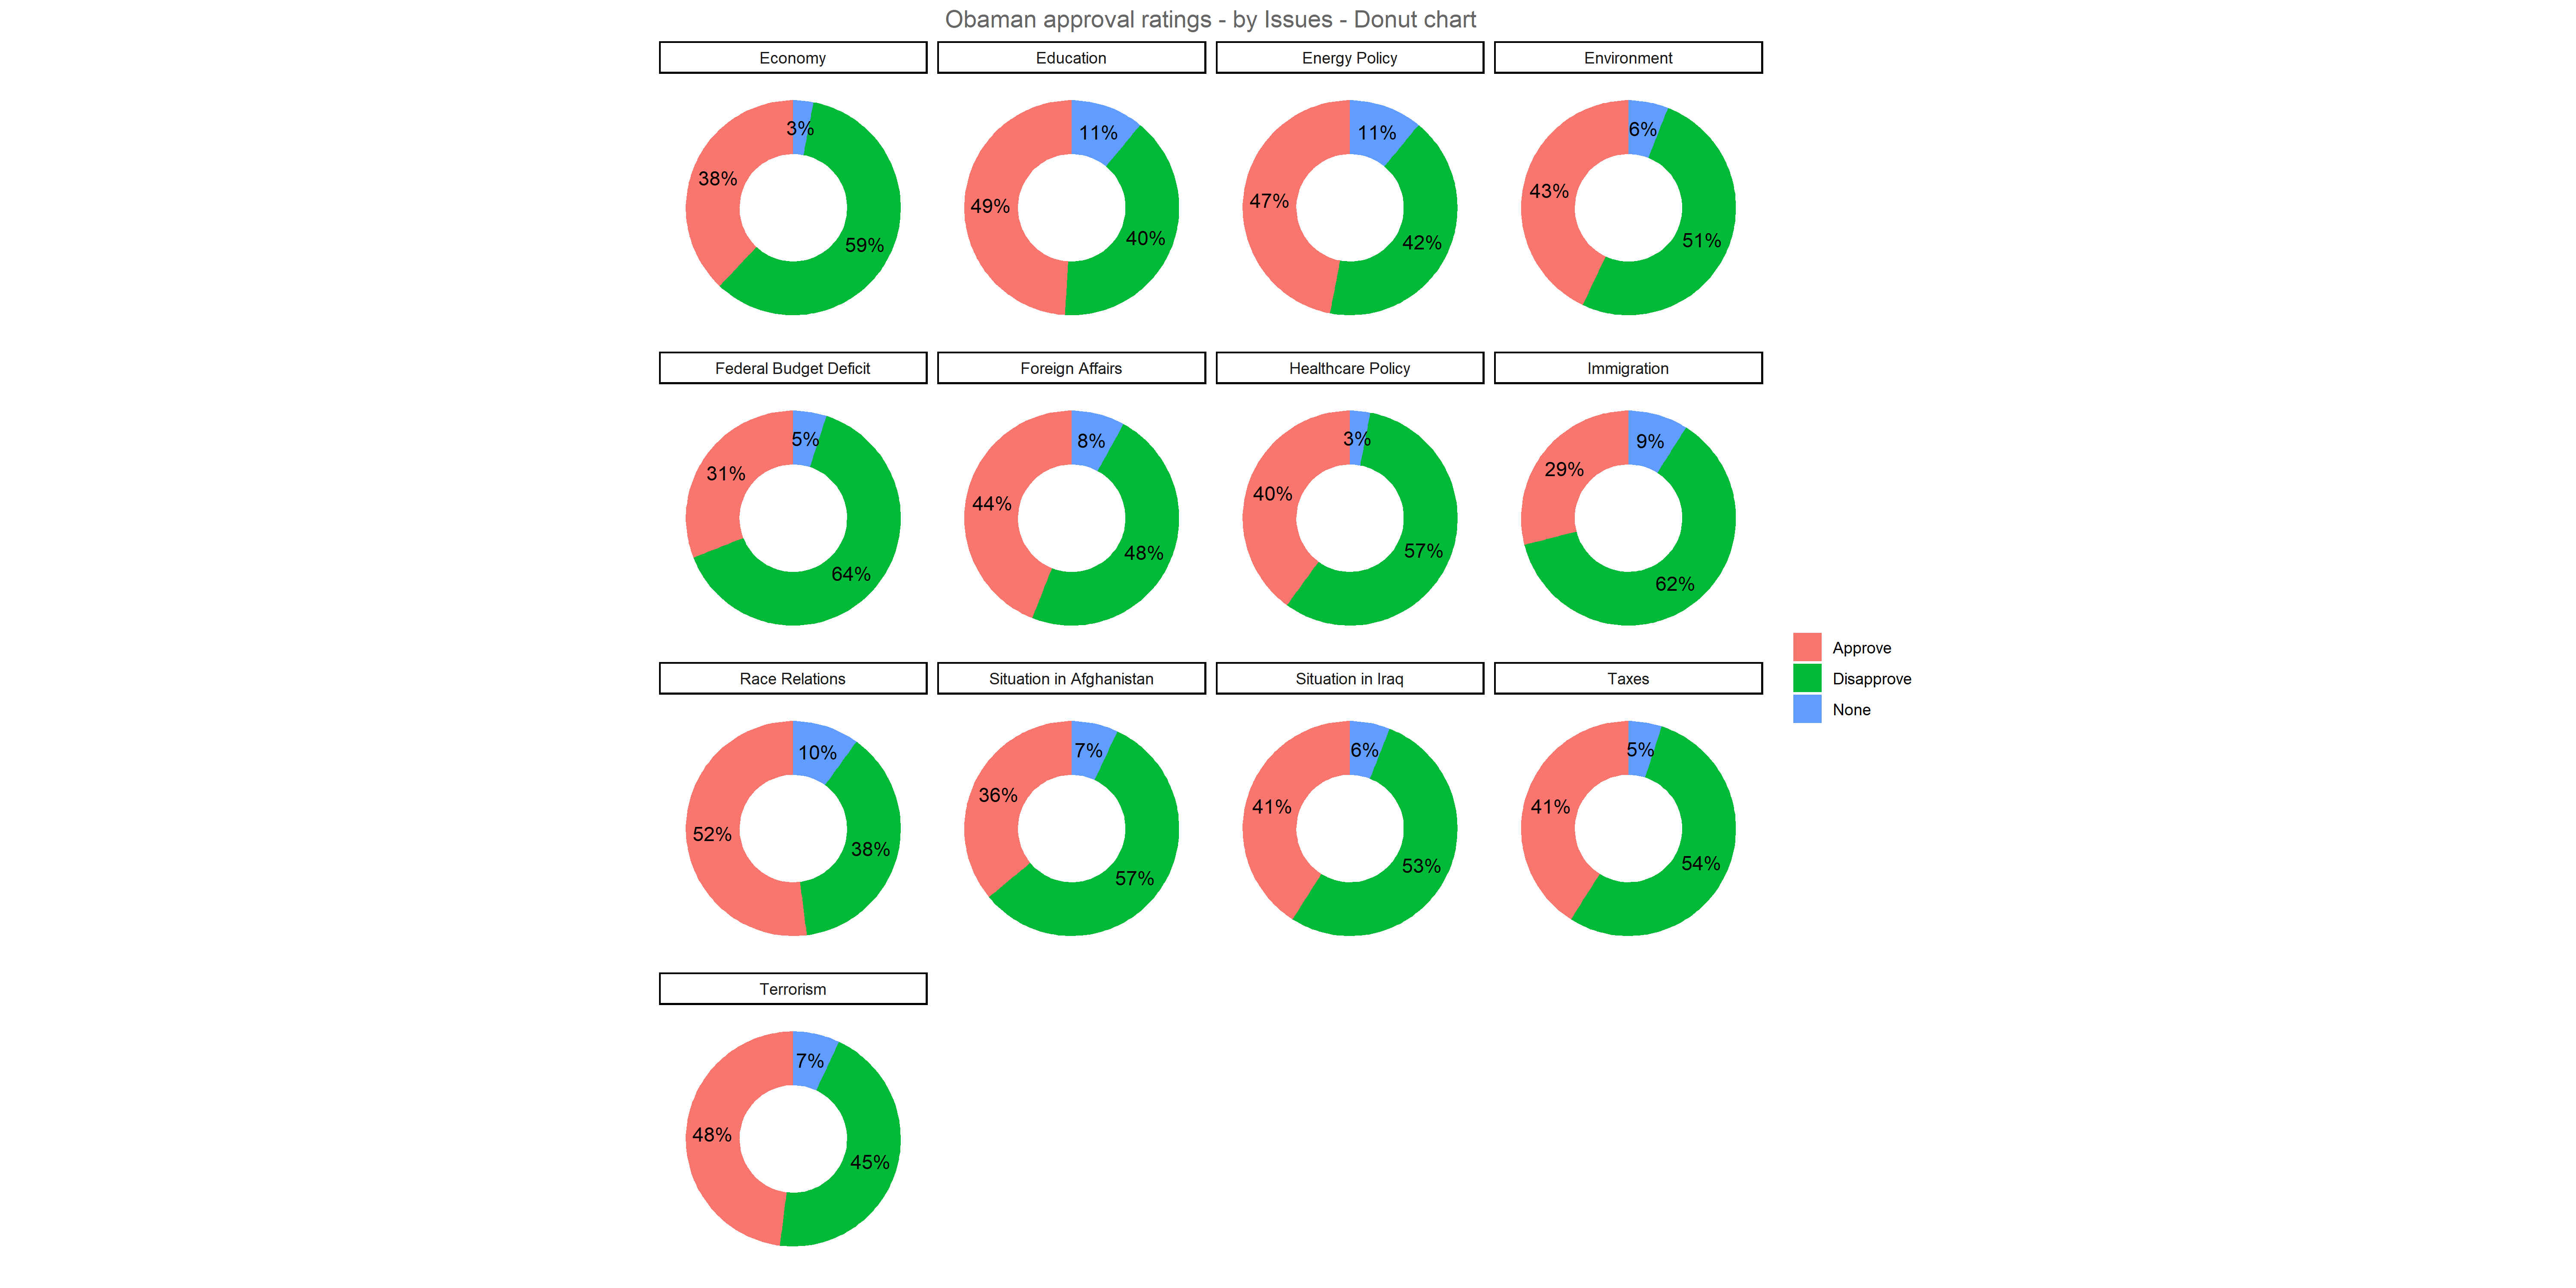 Obaman approval ratings - by Issues - Donut chart
Economy
Education
Energy Policy
Environment
3%
38%
59%
11%
49%
40%
11%
47%
42%
6%
43%
51%
Federal Budget Deficit
Foreign Affairs
Healthcare Policy
Immigration
5%
31%
64%
8%
44%
48%
3%
40%
57%
9%
29%
62%
Race Relations
Situation in Afghanistan
Situation in Iraq
Taxes
10%
52%
38%
7%
36%
57%
6%
41%
53%
5%
41%
54%
Terrorism
7%
48%
45%
Approve
Disapprove
None